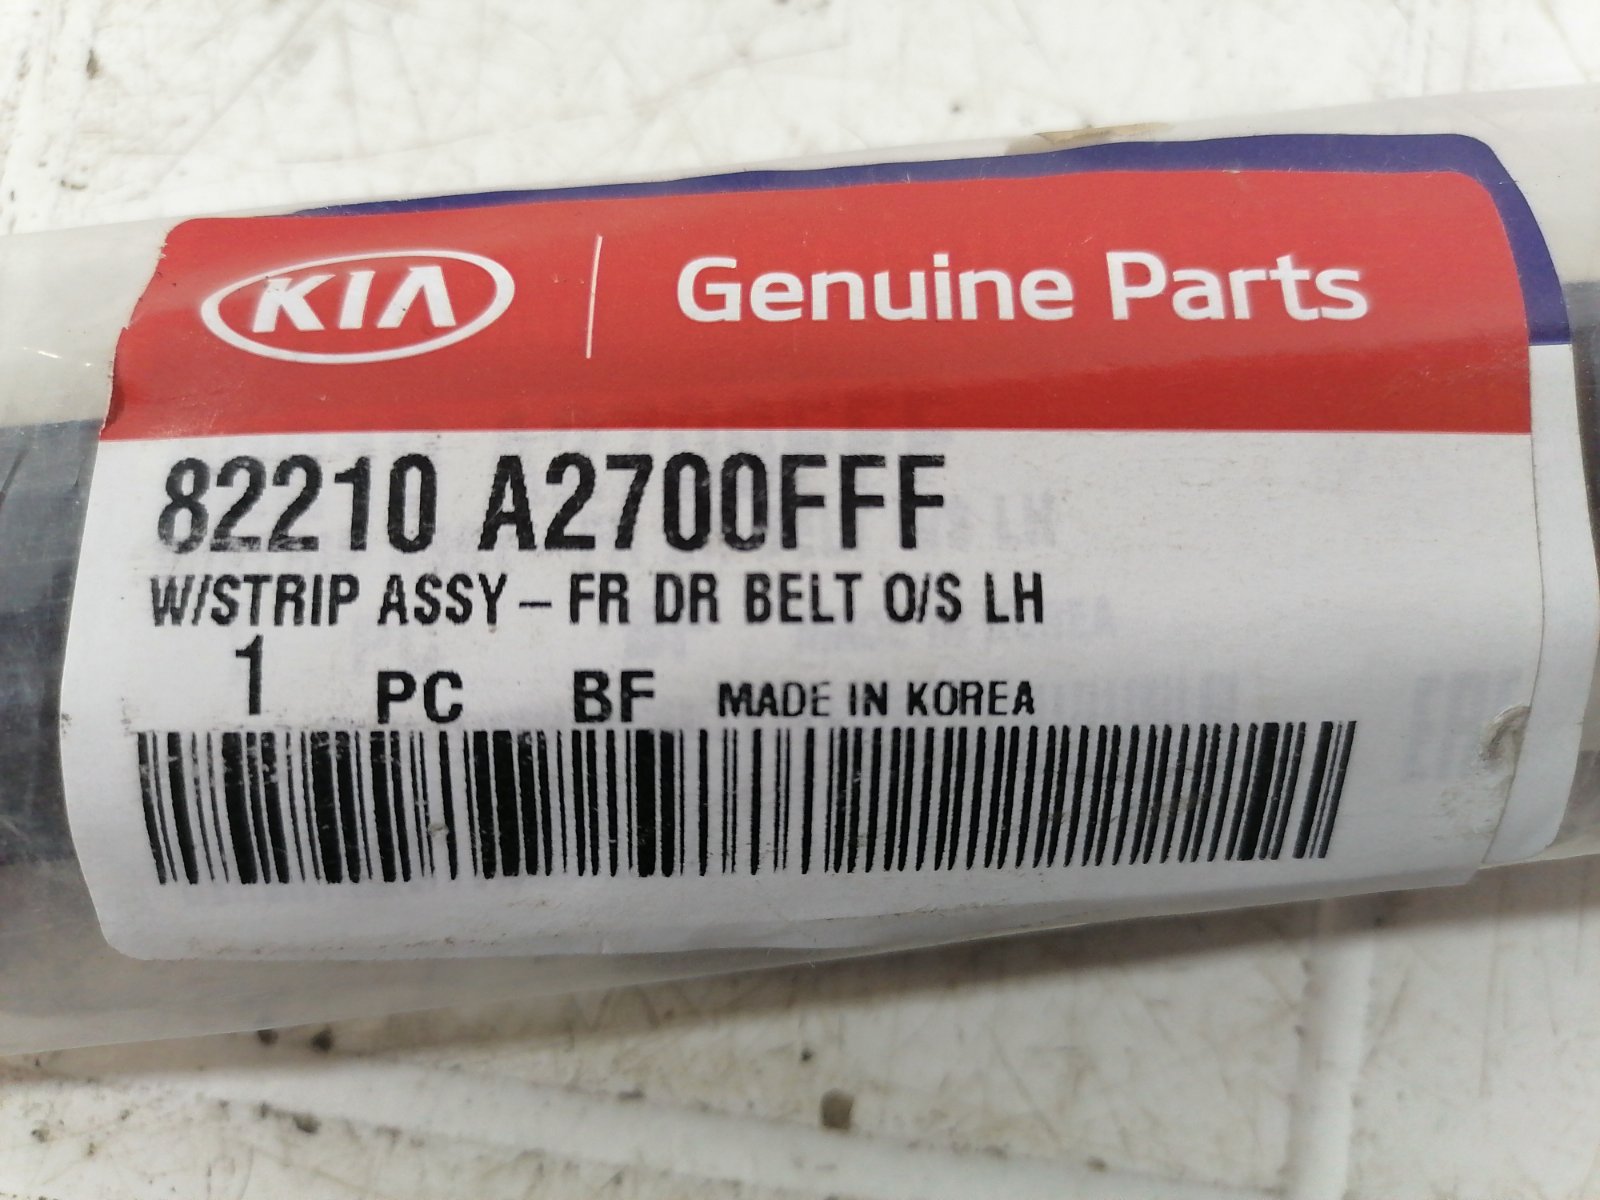 KIA Genuine Parts
82210 A2700FFF
W/STRIP ASSY - FR DR BELT O/S LH
1 PC BF MADE IN KOREA